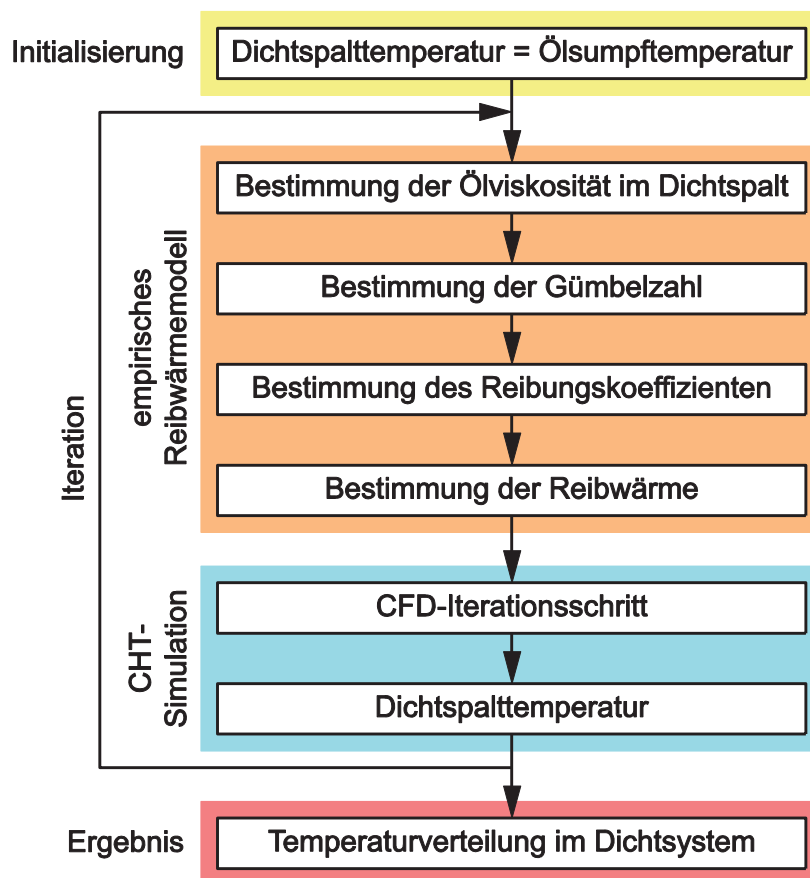 Initialisierung
Dichtspalttemperatur = Ölsumpftemperatur
Iteration
empirisches
Reibwärmemodell
Bestimmung der Ölviskosität im Dichtspalt
Bestimmung der Gümbelzahl
Bestimmung des Reibungskoeffizienten
Bestimmung der Reibwärme
CHT-
Simulation
CFD-Iterationsschritt
Dichtspalttemperatur
Ergebnis
Temperaturverteilung im Dichtsystem